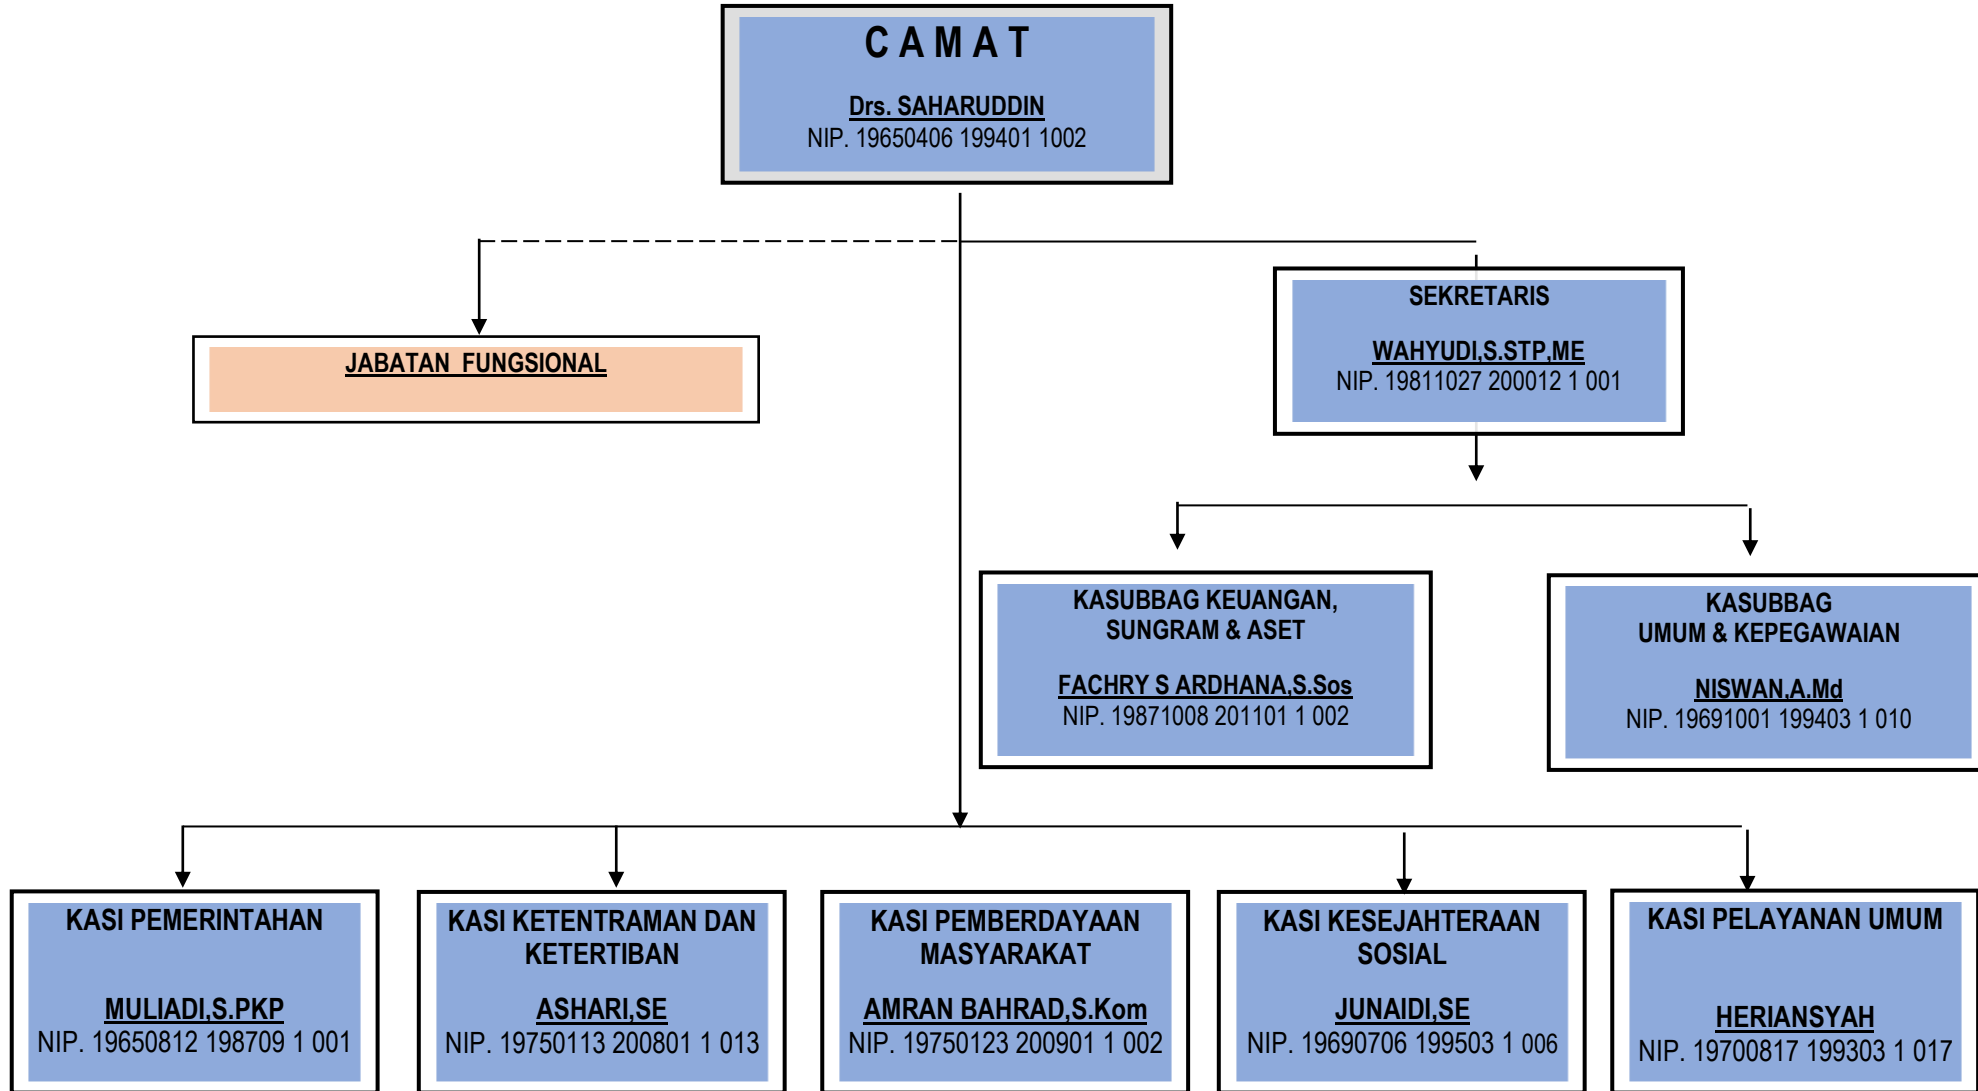 C A M A T
Drs. SAHARUDDIN
NIP. 19650406 199401 1002
JABATAN  FUNGSIONAL
SEKRETARIS
WAHYUDI,S.STP,ME
NIP. 19811027 200012 1 001
KASUBBAG KEUANGAN,
SUNGRAM & ASET
FACHRY S ARDHANA,S.Sos
NIP. 19871008 201101 1 002
KASUBBAG
UMUM & KEPEGAWAIAN
NISWAN,A.Md
NIP. 19691001 199403 1 010
KASI PEMERINTAHAN
MULIADI,S.PKP
NIP. 19650812 198709 1 001
KASI KETENTRAMAN DAN
KETERTIBAN
ASHARI,SE
NIP. 19750113 200801 1 013
KASI PEMBERDAYAAN
MASYARAKAT
AMRAN BAHRAD,S.Kom
NIP. 19750123 200901 1 002
KASI KESEJAHTERAAN
SOSIAL
JUNAIDI,SE
NIP. 19690706 199503 1 006
KASI PELAYANAN UMUM
HERIANSYAH
NIP. 19700817 199303 1 017